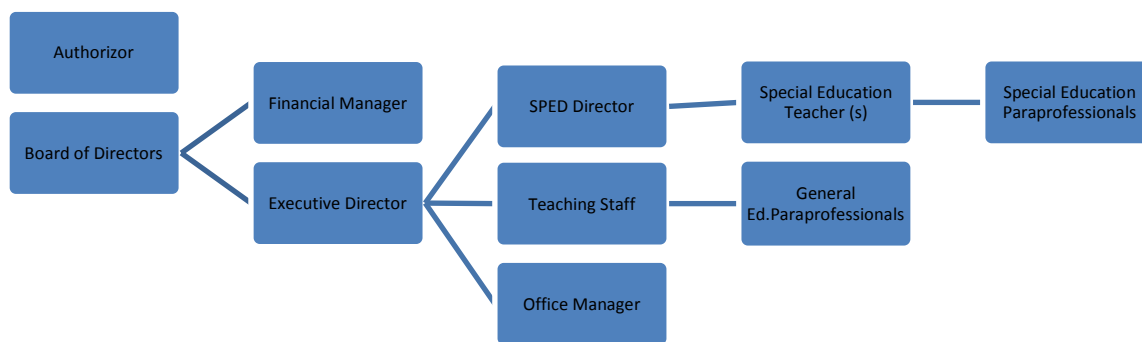 Authorizor
Board of Directors
Financial Manager
Executive Director
SPED Director
Teaching Staff
Office Manager
Special Education
Teacher (s)
General
Ed.Paraprofessionals
Special Education
Paraprofessionals